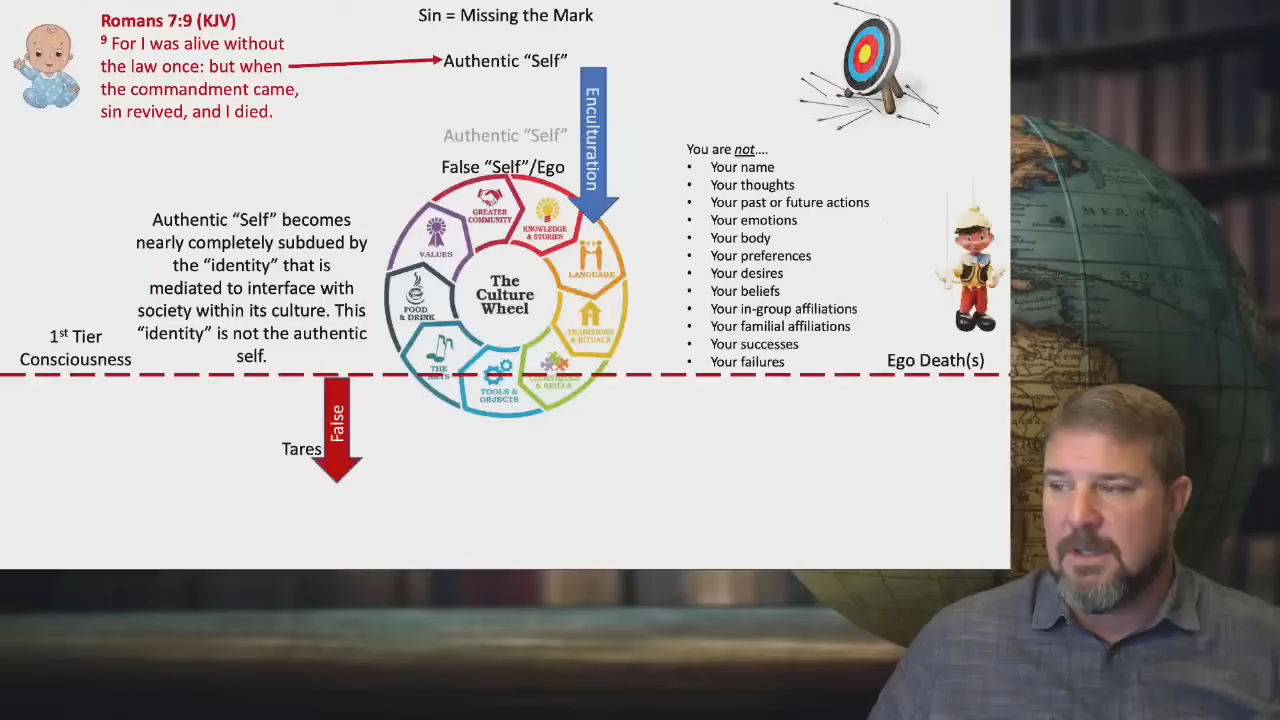 Romans 7:9 (KJV)
9 For I was alive without
the law once: but when
the commandment came,
sin revived, and I died.
Sin = Missing the Mark
Authentic “Self”
Enculturation
Authentic “Self”
False “Self”/Ego
Authentic “Self” becomes
nearly completely subdued by
the “identity” that is
mediated to interface with
society within its culture. This
“identity” is not the authentic
self.
1st Tier
Consciousness
The
Culture
Wheel
GREATER
COMMUNITY
KNOWLEDGE
& STORIES
LANGUAGE
TRADITIONS
& RITUALS
TECHNIQUES
& SKILLS
TOOLS &
OBJECTS
THE
ARTS
FOOD
& DRINK
VALUES
You are not….
• Your name
• Your thoughts
• Your past or future actions
• Your emotions
• Your body
• Your preferences
• Your desires
• Your beliefs
• Your in-group affiliations
• Your familial affiliations
• Your successes
• Your failures
Ego Death(s)
False
Tares